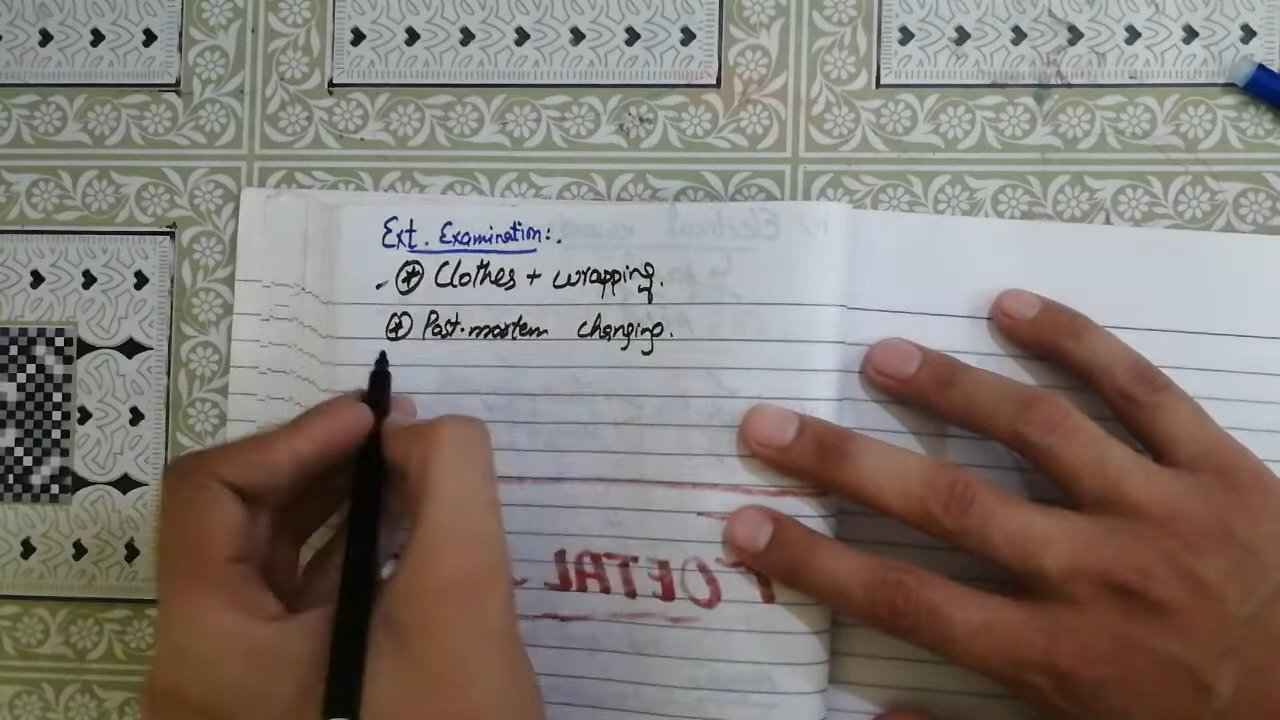 Ext. Examination:.
Clothes + wrapping.
Post-mortem changing.
FOETAL